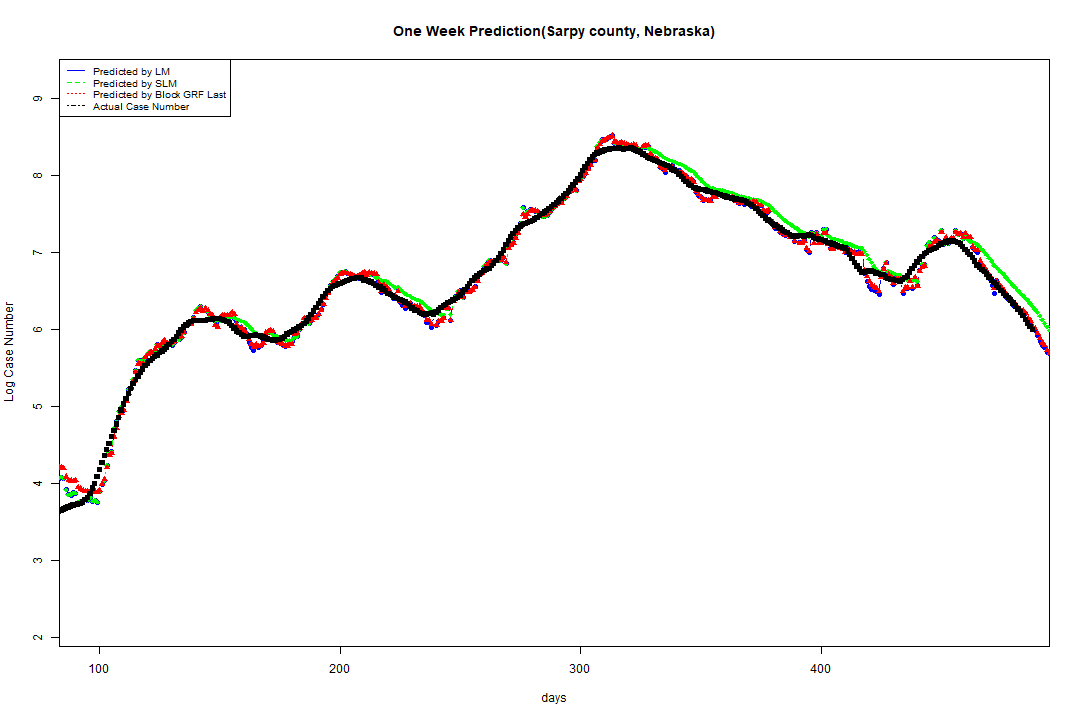 One Week Prediction(Sarpy county, Nebraska)
Predicted by LM
Predicted by SLM
Predicted by Block GRF Last
Actual Case Number
9
8
7
6
5
4
3
2
Log Case Number
100 200 300 400
days